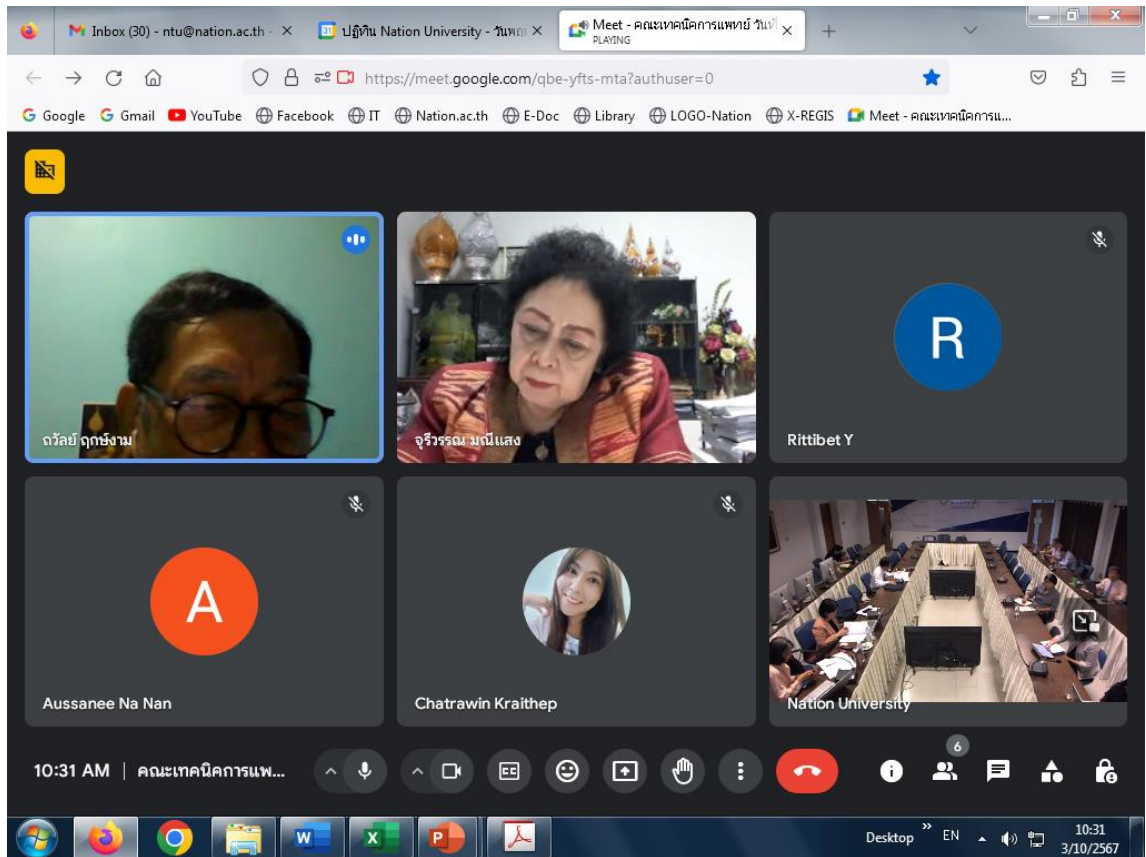 Inbox (30) - ntu@nation.ac.th -
ปฏิทิน Nation University - วันพฤ
Meet - คณะเทคนิคการแพทย์ วันที่
PLAYING
https://meet.google.com/qbe-yfts-mta?authuser=0
Google Gmail YouTube Facebook IT Nation.ac.th E-Doc Library LOGO-Nation X-REGIS Meet - คณะเทคนิคการแ...
ถวัลย์ ฤกษ์งาม
จุรีวรรณ มณีแสง
R
Rittibet Y
A
Aussanee Na Nan
Chatrawin Kraithep
Nation University
10:31 AM | คณะเทคนิคการแพ...
CC
6
Desktop » EN 10:31
3/10/2567